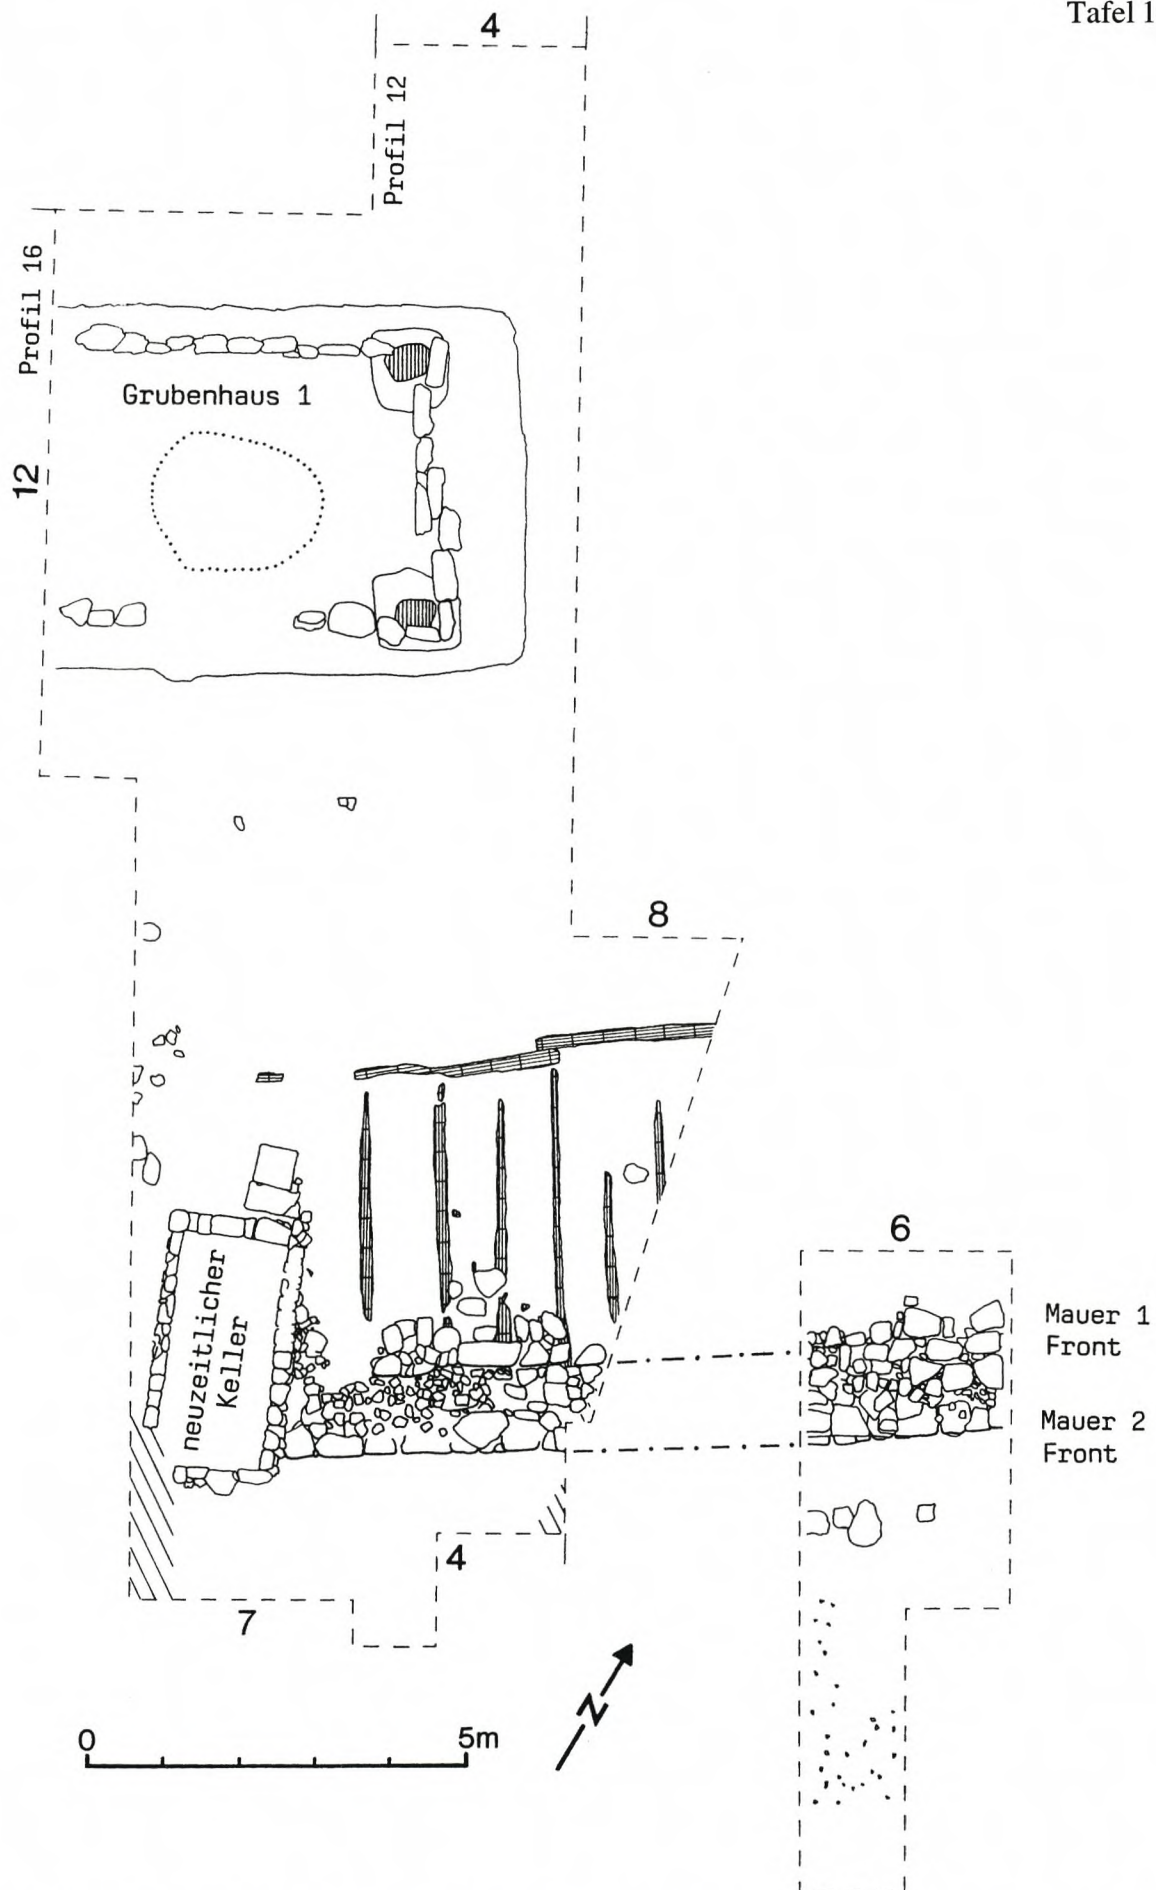 Tafel 1
4
Profil 12
Profil 16
Grubenhaus 1
12
8
6
Mauer 1
Front
neuzeitlicher
Keller
Mauer 2
Front
4
7
N
0 5m